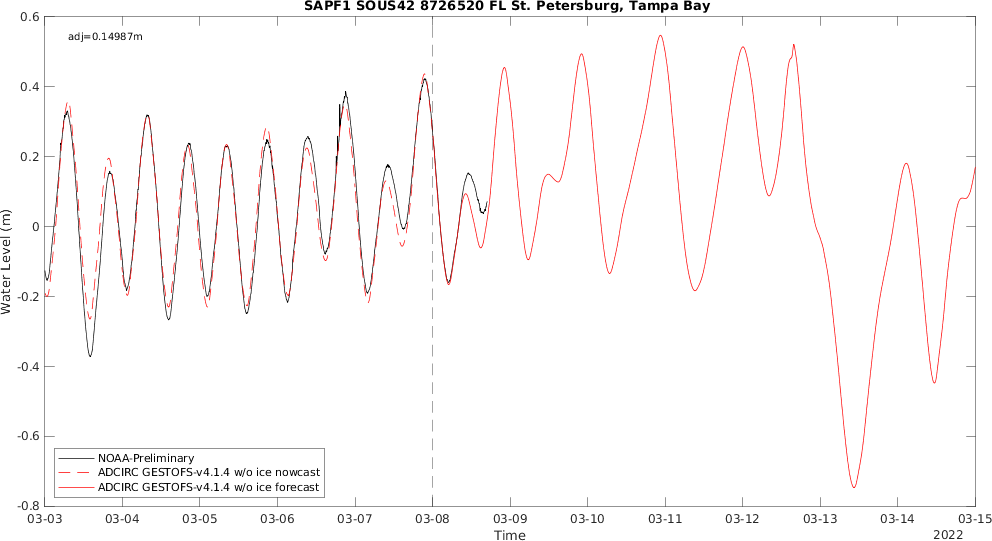 SAPF1 SOUS42 8726520 FL St. Petersburg, Tampa Bay
adj=0.14987m
Water Level (m)
0.6
0.4
0.2
0
-0.2
-0.4
-0.6
-0.8
NOAA-Preliminary
ADCIRC GESTOFS-v4.1.4 w/o ice nowcast
ADCIRC GESTOFS-v4.1.4 w/o ice forecast
03-03 03-04 03-05 03-06 03-07 03-08 03-09 03-10 03-11 03-12 03-13 03-14 03-15
Time
2022